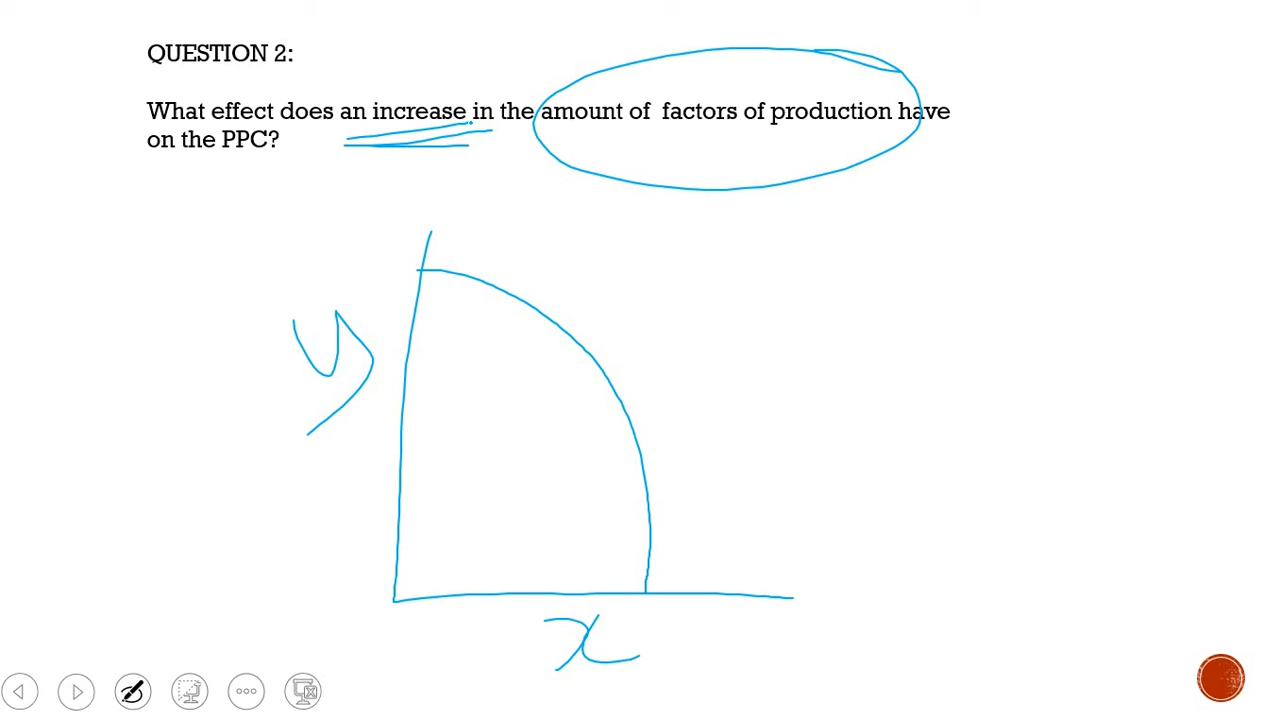 QUESTION 2:
What effect does an increase in the amount of factors of production have
on the PPC?
y
x